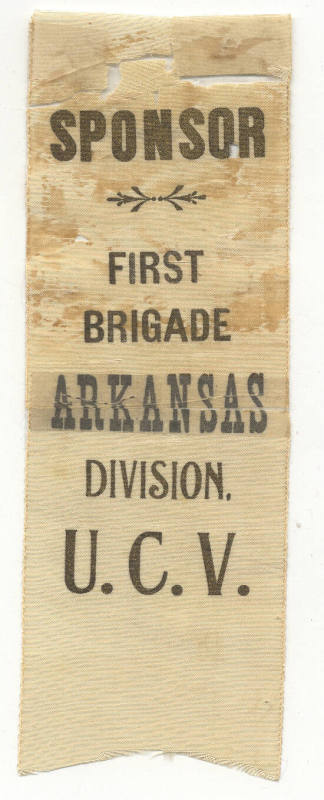 SPONSOR
FIRST
BRIGADE
ARKANSAS
DIVISION.
U. C. V.